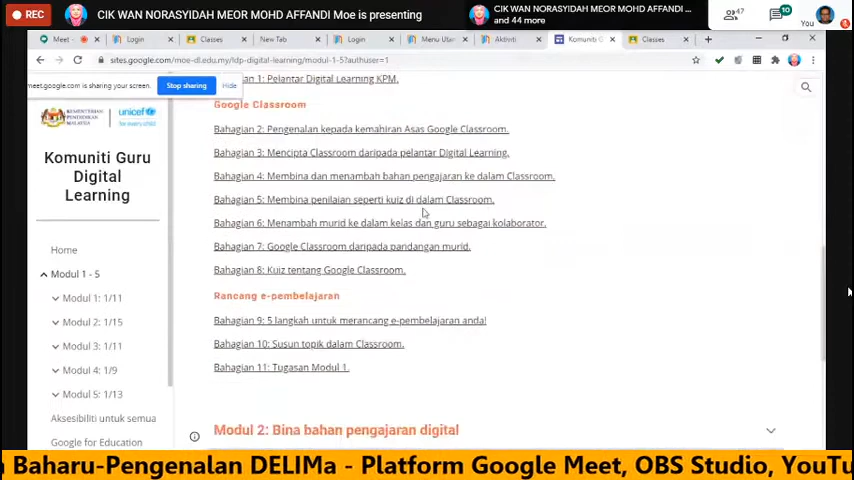 REC
CIK WAN NORASYIDAH MEOR MOHD AFFANDI Moe is presenting
CIK WAN NORASYIDAH MEOR MOHD AFFANDI M...
and 44 more
47
10
You
Meet -
Login
Classes
New Tab
Login
Menu Uta
Aktiviti
Komuniti G
Classes
sites.google.com/moe-dl.edu.my/ldp-digital-learning/modul-1-5?authuser=1
meet.google.com is sharing your screen.
Stop sharing
Hide
an 1: Pelantar Digital Learning KPM.
KEMENTERIAN
PENDIDIKAN
MALAYSIA
unicef
for every child
Google Classroom
Bahagian 2: Pengenalan kepada kemahiran Asas Google Classroom.
Bahagian 3: Mencipta Classroom daripada pelantar Digital Learning.
Bahagian 4: Membina dan menambah bahan pengajaran ke dalam Classroom.
Bahagian 5: Membina penilaian seperti kuiz di dalam Classroom.
Bahagian 6: Menambah murid ke dalam kelas dan guru sebagai kolaborator.
Bahagian 7: Google Classroom daripada pandangan murid.
Bahagian 8: Kuiz tentang Google Classroom.
Rancang e-pembelajaran
Bahagian 9: 5 langkah untuk merancang e-pembelajaran anda!
Bahagian 10: Susun topik dalam Classroom.
Bahagian 11: Tugasan Modul 1.
Modul 2: Bina bahan pengajaran digital
Komuniti Guru
Digital
Learning
Home
Modul 1 - 5
Modul 1: 1/11
Modul 2: 1/15
Modul 3: 1/11
Modul 4: 1/9
Modul 5: 1/13
Aksesibiliti untuk semua
Google for Education
n Baharu-Pengenalan DELIMa - Platform Google Meet, OBS Studio, YouTu